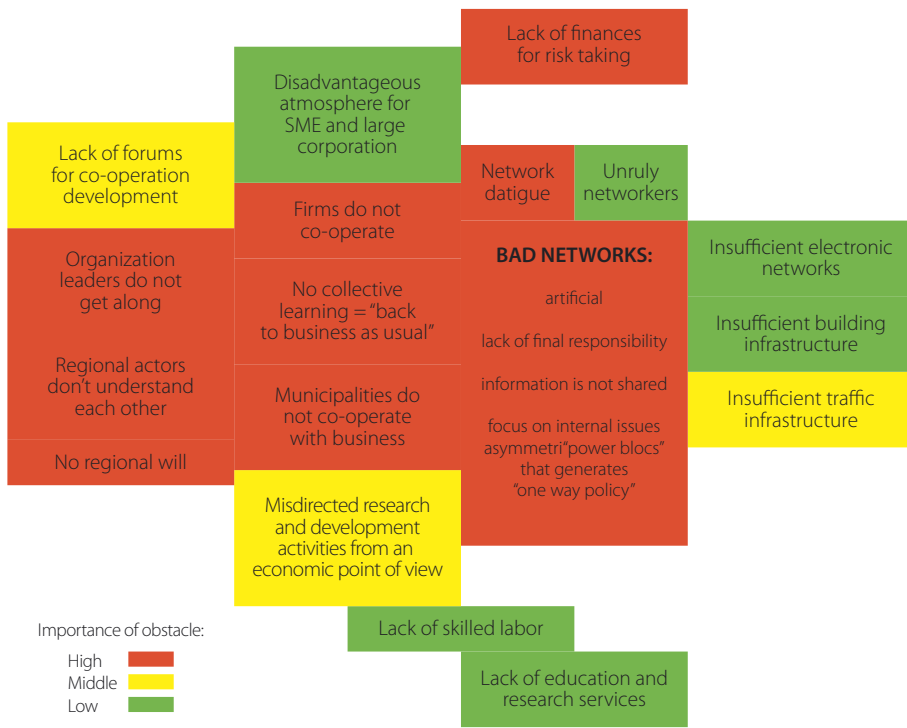 Lack of finances
for risk taking
Disadvantageous
atmosphere for
SME and large
corporation
Lack of forums
for co-operation
development
Network
datigue
Unruly
networkers
Firms do not
co-operate
Organization
leaders do not
get along
BAD NETWORKS:
artificial
lack of final responsibility
information is not shared
focus on internal issues
asymmetri“power blocs”
that generates
“one way policy”
Insufficient electronic
networks
No collective
learning = “back
to business as usual”
Insufficient building
infrastructure
Regional actors
don’t understand
each other
Municipalities do
not co-operate
with business
Insufficient traffic
infrastructure
No regional will
Misdirected research
and development
activities from an
economic point of view
Lack of skilled labor
Lack of education and
research services
Importance of obstacle:
High
Middle
Low